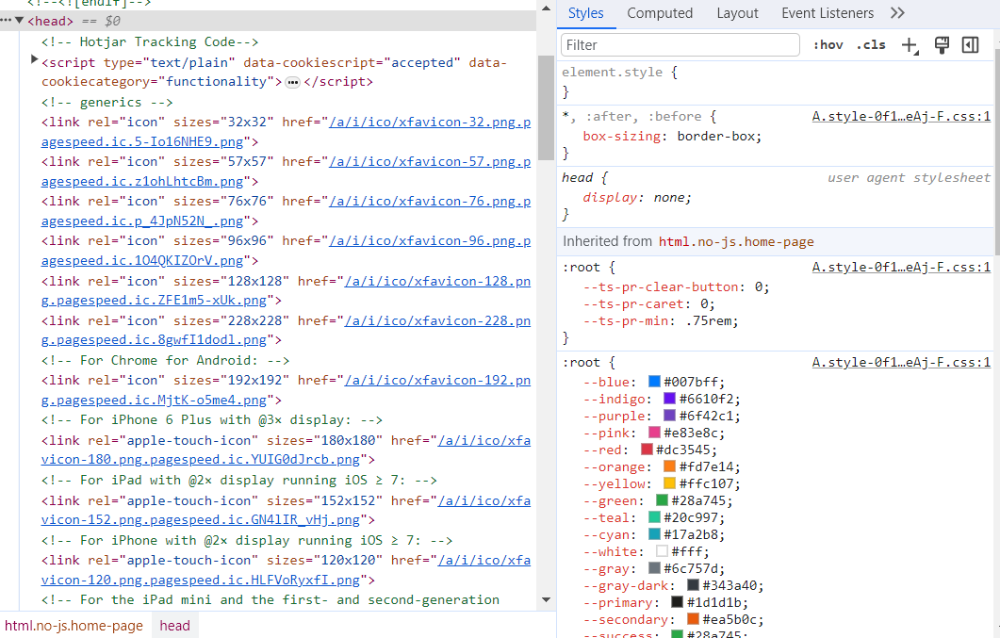 <!--<![endif]-->
<head> == $0
<!-- Hotjar Tracking Code-->
<script type="text/plain" data-cookiescript="accepted" data-
cookiecategory="functionality"> </script>
<!-- generics -->
<link rel="icon" sizes="32x32" href="/a/i/ico/xfavicon-32.png.p
agespeed.ic.5-Io16NHE9.png">
<link rel="icon" sizes="57x57" href="/a/i/ico/xfavicon-57.png.p
agespeed.ic.z1ohLhtcBm.png">
<link rel="icon" sizes="76x76" href="/a/i/ico/xfavicon-76.png.p
agespeed.ic.p_4JpN52N_.png">
<link rel="icon" sizes="96x96" href="/a/i/ico/xfavicon-96.png.p
agespeed.ic.1O4QKIZOrV.png">
<link rel="icon" sizes="128x128" href="/a/i/ico/xfavicon-128.pn
g.pagespeed.ic.ZFE1m5-xUk.png">
<link rel="icon" sizes="228x228" href="/a/i/ico/xfavicon-228.pn
g.pagespeed.ic.8gwfI1dodl.png">
<!-- For Chrome for Android: -->
<link rel="icon" sizes="192x192" href="/a/i/ico/xfavicon-192.pn
g.pagespeed.ic.MjtK-o5me4.png">
<!-- For iPhone 6 Plus with @3× display: -->
<link rel="apple-touch-icon" sizes="180x180" href="/a/i/ico/xfa
vicon-180.png.pagespeed.ic.YUIG0dJrcb.png">
<!-- For iPad with @2× display running iOS ≥ 7: -->
<link rel="apple-touch-icon" sizes="152x152" href="/a/i/ico/xfa
vicon-152.png.pagespeed.ic.GN4lIR_vHj.png">
<!-- For iPhone with @2× display running iOS ≥ 7: -->
<link rel="apple-touch-icon" sizes="120x120" href="/a/i/ico/xfa
vicon-120.png.pagespeed.ic.HLFVoRyxfI.png">
<!-- For the iPad mini and the first- and second-generation
html.no-js.home-page head
Styles Computed Layout Event Listeners
Filter :hov .cls
element.style {
}
*, :after, :before { A.style-0f1…eAj-F.css:1
box-sizing: border-box;
}
head { user agent stylesheet
display: none;
}
Inherited from html.no-js.home-page
:root { A.style-0f1…eAj-F.css:1
--ts-pr-clear-button: 0;
--ts-pr-caret: 0;
--ts-pr-min: .75rem;
}
:root { A.style-0f1…eAj-F.css:1
--blue: #007bff;
--indigo: #6610f2;
--purple: #6f42c1;
--pink: #e83e8c;
--red: #dc3545;
--orange: #fd7e14;
--yellow: #ffc107;
--green: #28a745;
--teal: #20c997;
--cyan: #17a2b8;
--white: #fff;
--gray: #6c757d;
--gray-dark: #343a40;
--primary: #1d1d1b;
--secondary: #ea5b0c;
--success: #28a745;